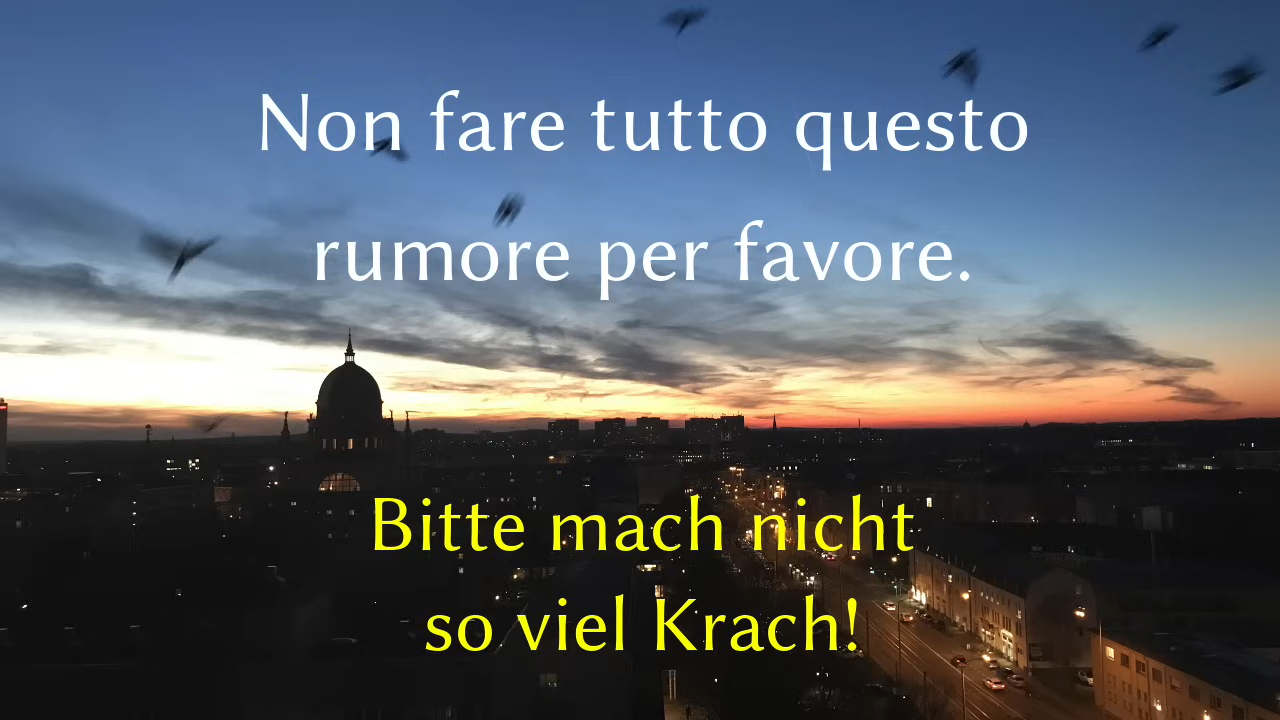 Non fare tutto questo
rumore per favore.
Bitte mach nicht
so viel Krach!